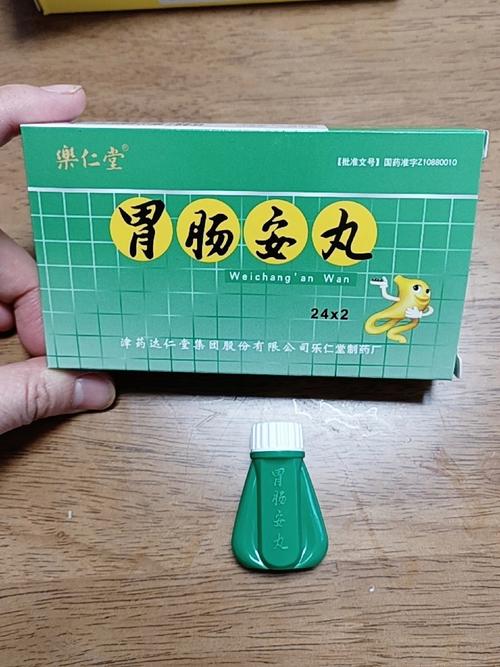 樂仁堂®
【批准文号】国药准字Z10880010
胃肠安丸
Weichang'an Wan
24x2
津药达仁堂集团股份有限公司乐仁堂制药厂
胃肠安丸